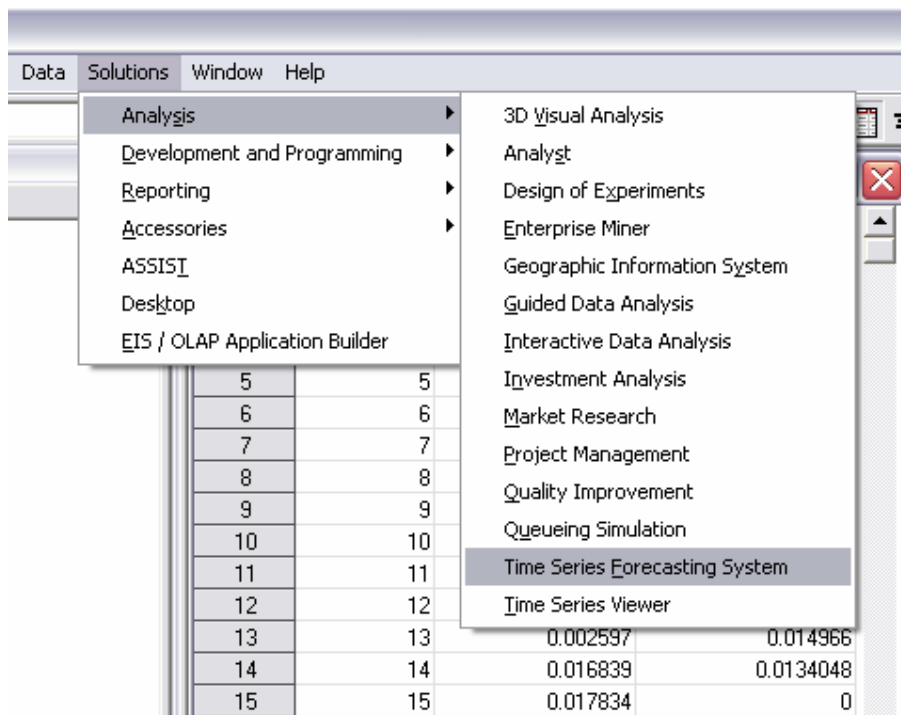 Data Solutions Window Help
Analysis
Development and Programming
Reporting
Accessories
ASSIST
Desktop
EIS / OLAP Application Builder
3D Visual Analysis
Analyst
Design of Experiments
Enterprise Miner
Geographic Information System
Guided Data Analysis
Interactive Data Analysis
Investment Analysis
Market Research
Project Management
Quality Improvement
Queueing Simulation
Time Series Forecasting System
Time Series Viewer
5 5
6 6
7 7
8 8
9 9
10 10
11 11
12 12
13 13 0.002597 0.014966
14 14 0.016839 0.0134048
15 15 0.017834 0